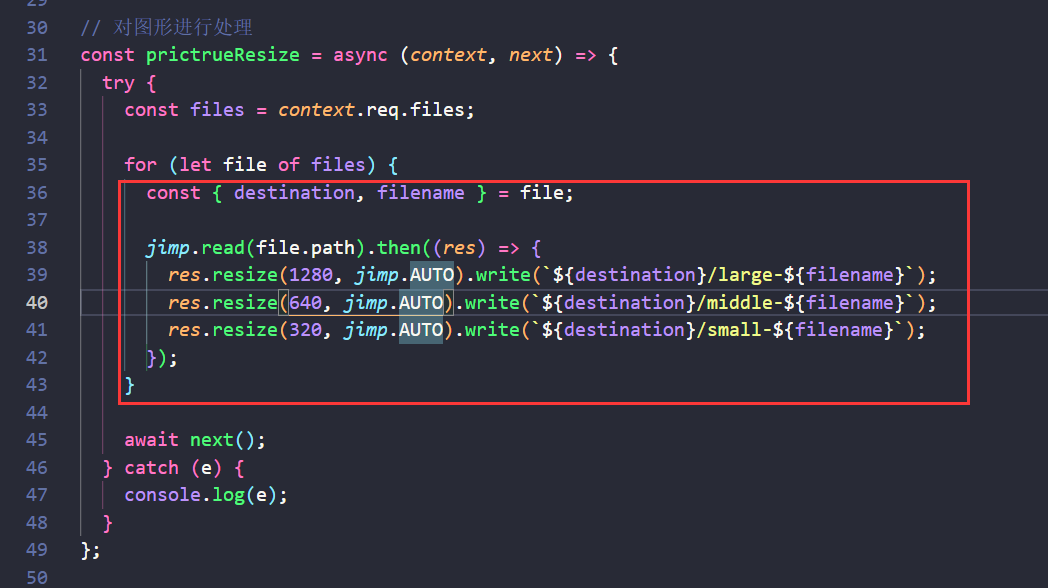 29
30 // 对图形进行处理
31 const prictrueResize = async (context, next) => {
32 try {
33 const files = context.req.files;
34
35 for (let file of files) {
36 const { destination, filename } = file;
37
38 jimp.read(file.path).then((res) => {
39 res.resize(1280, jimp.AUTO).write(`${destination}/large-${filename}`);
40 res.resize(640, jimp.AUTO).write(`${destination}/middle-${filename}`);
41 res.resize(320, jimp.AUTO).write(`${destination}/small-${filename}`);
42 });
43 }
44
45 await next();
46 } catch (e) {
47 console.log(e);
48 }
49 };
50